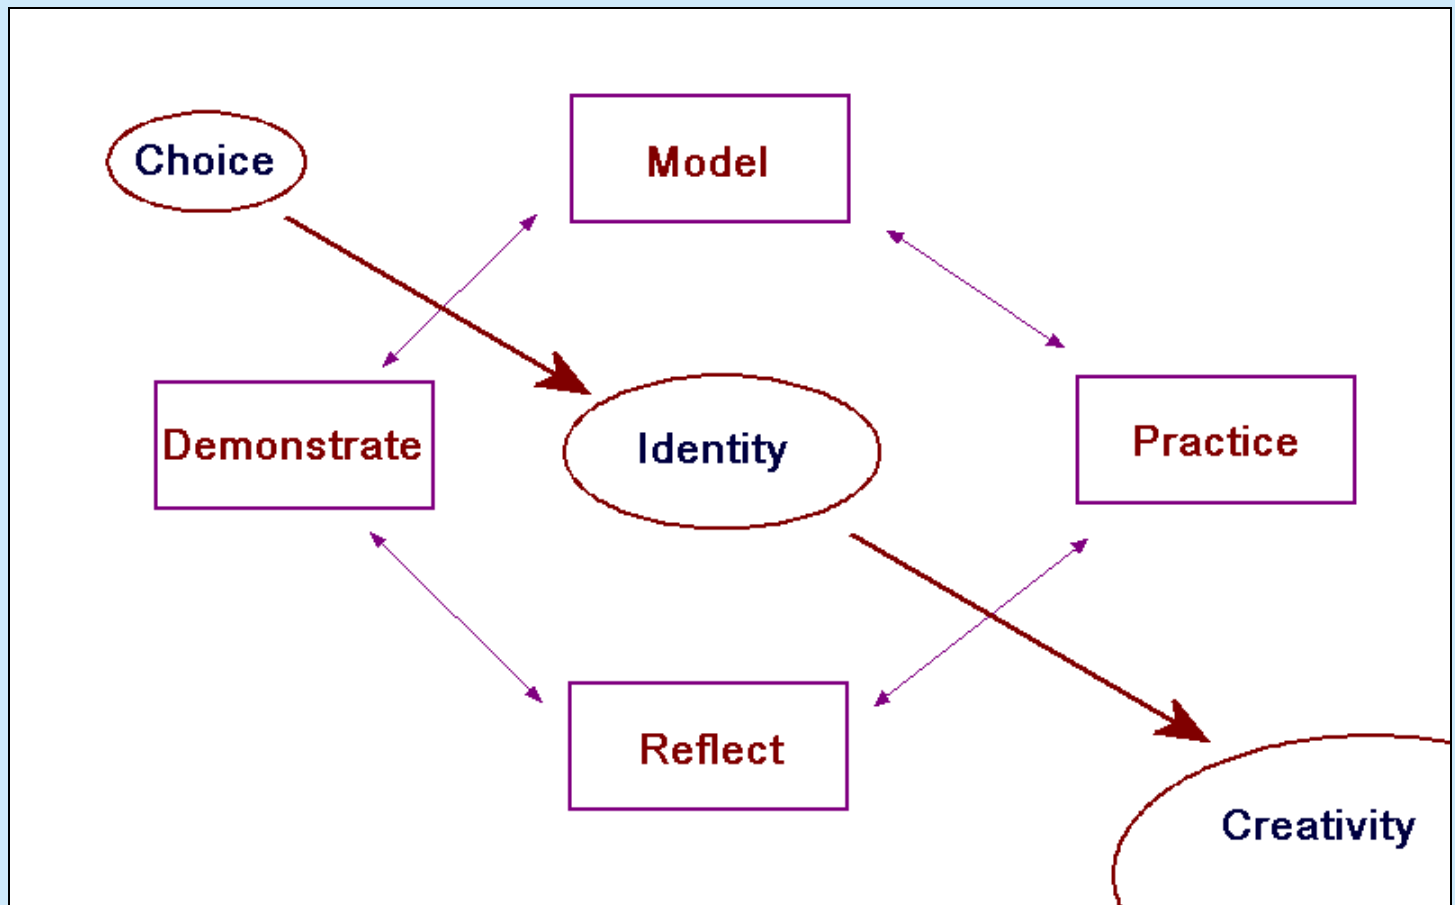 Choice
Model
Demonstrate
Identity
Practice
Reflect
Creativity